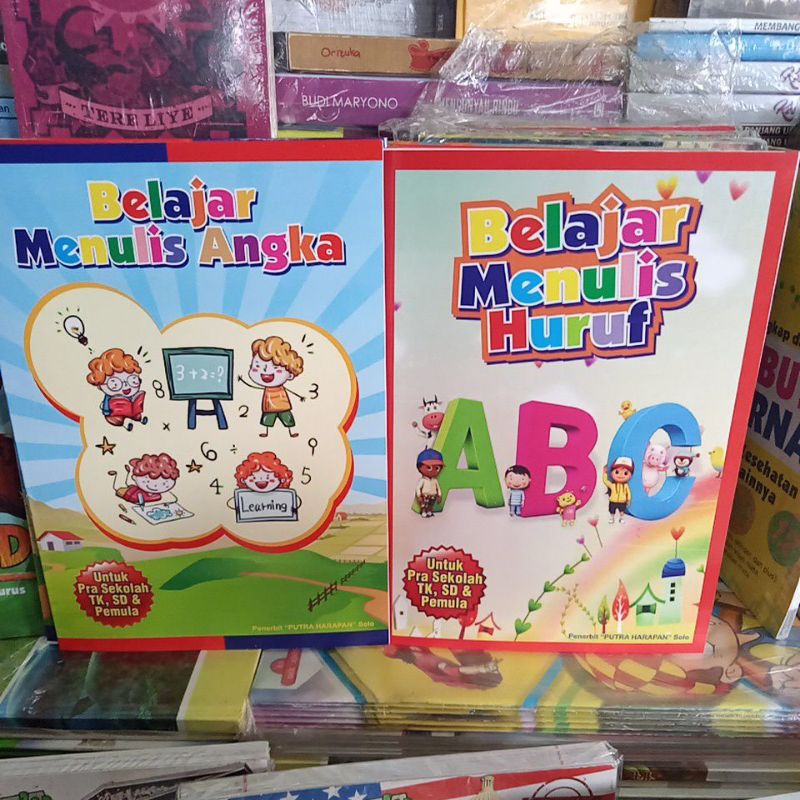 TERE LIYE
Orizuka
BUDI MARYONO
MEMBANG
Belajar
Menulis Angka
3+2=?
8
3
2
x
6
÷
9
4
5
Learning
Untuk
Pra Sekolah
TK, SD &
Pemula
Penerbit "PUTRA HARAPAN" Solo
Belajar
Menulis
Huruf
ABC
Untuk
Pra Sekolah
TK, SD &
Pemula
Penerbit "PUTRA HARAPAN" Solo